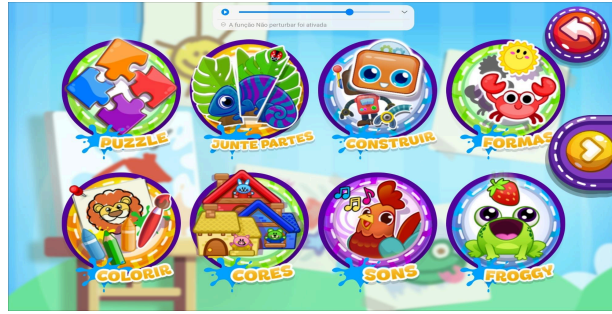 A função Não perturbar foi ativada.
PUZZLE
JUNTE PARTES
CONSTRUIR
FORMAS
COLORIR
CORES
SONS
FROGGY